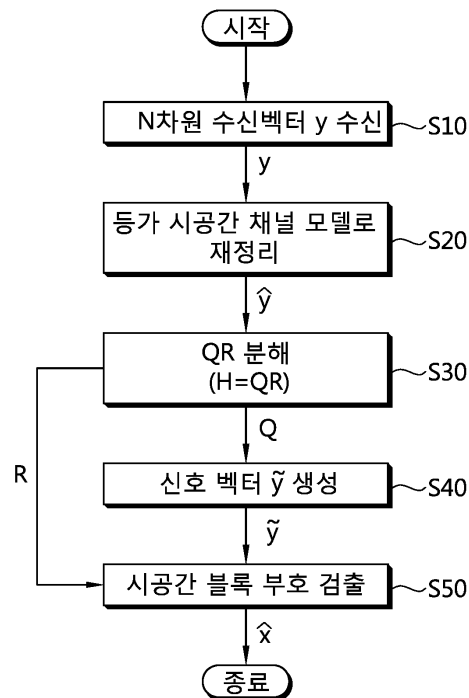 시작
N차원 수신벡터 y 수신
S10
y
등가 시공간 채널 모델로
재정리
S20
ŷ
QR 분해
(H=QR)
S30
Q
R
신호 벡터 ỹ 생성
S40
ỹ
시공간 블록 부호 검출
S50
x̂
종료